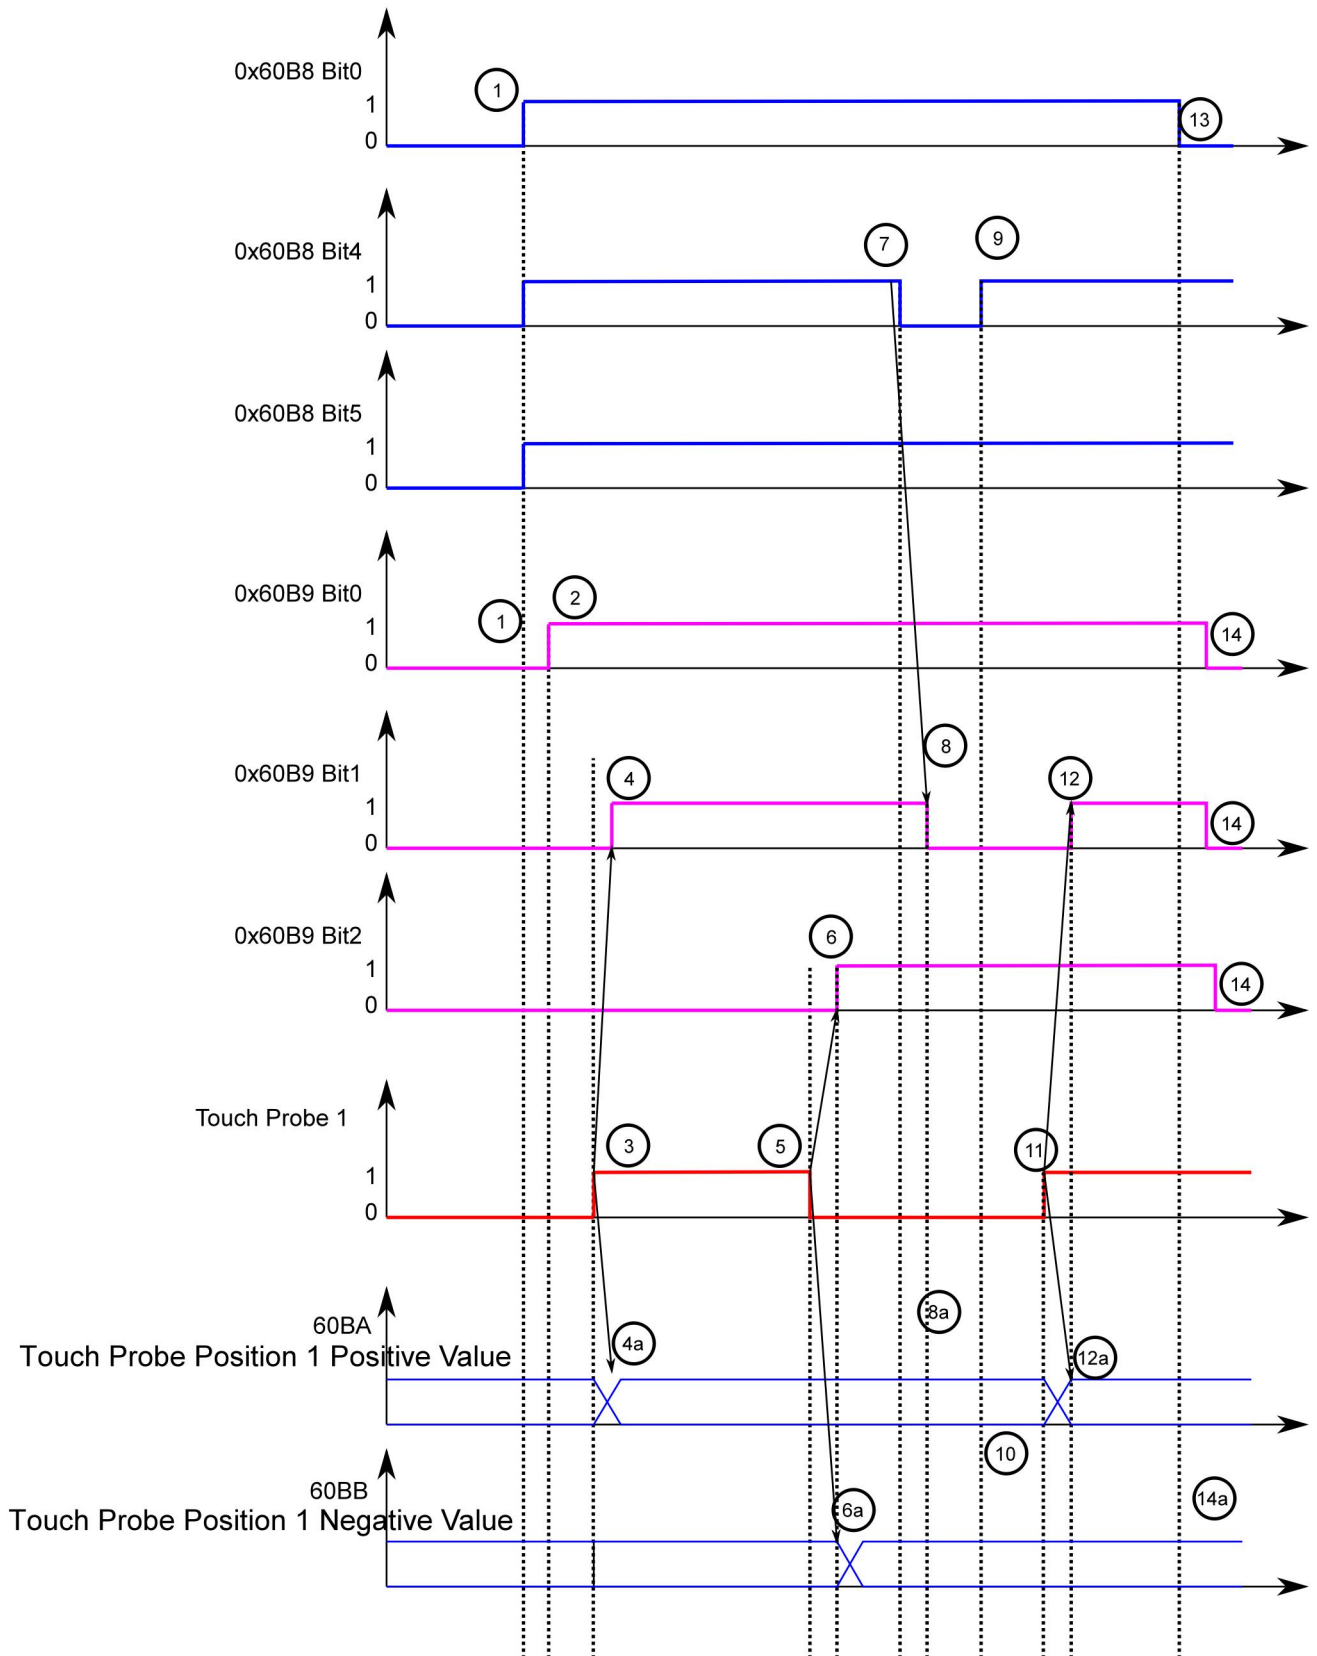 0x60B8 Bit0
1
1
0
13
0x60B8 Bit4
7
9
1
0
0x60B8 Bit5
1
0
0x60B9 Bit0
2
1
1
0
14
0x60B9 Bit1
8
4
12
1
0
14
0x60B9 Bit2
6
1
0
14
Touch Probe 1
3
5
11
1
0
60BA
8a
Touch Probe Position 1 Positive Value
4a
12a
10
60BB
14a
Touch Probe Position 1 Negative Value
6a